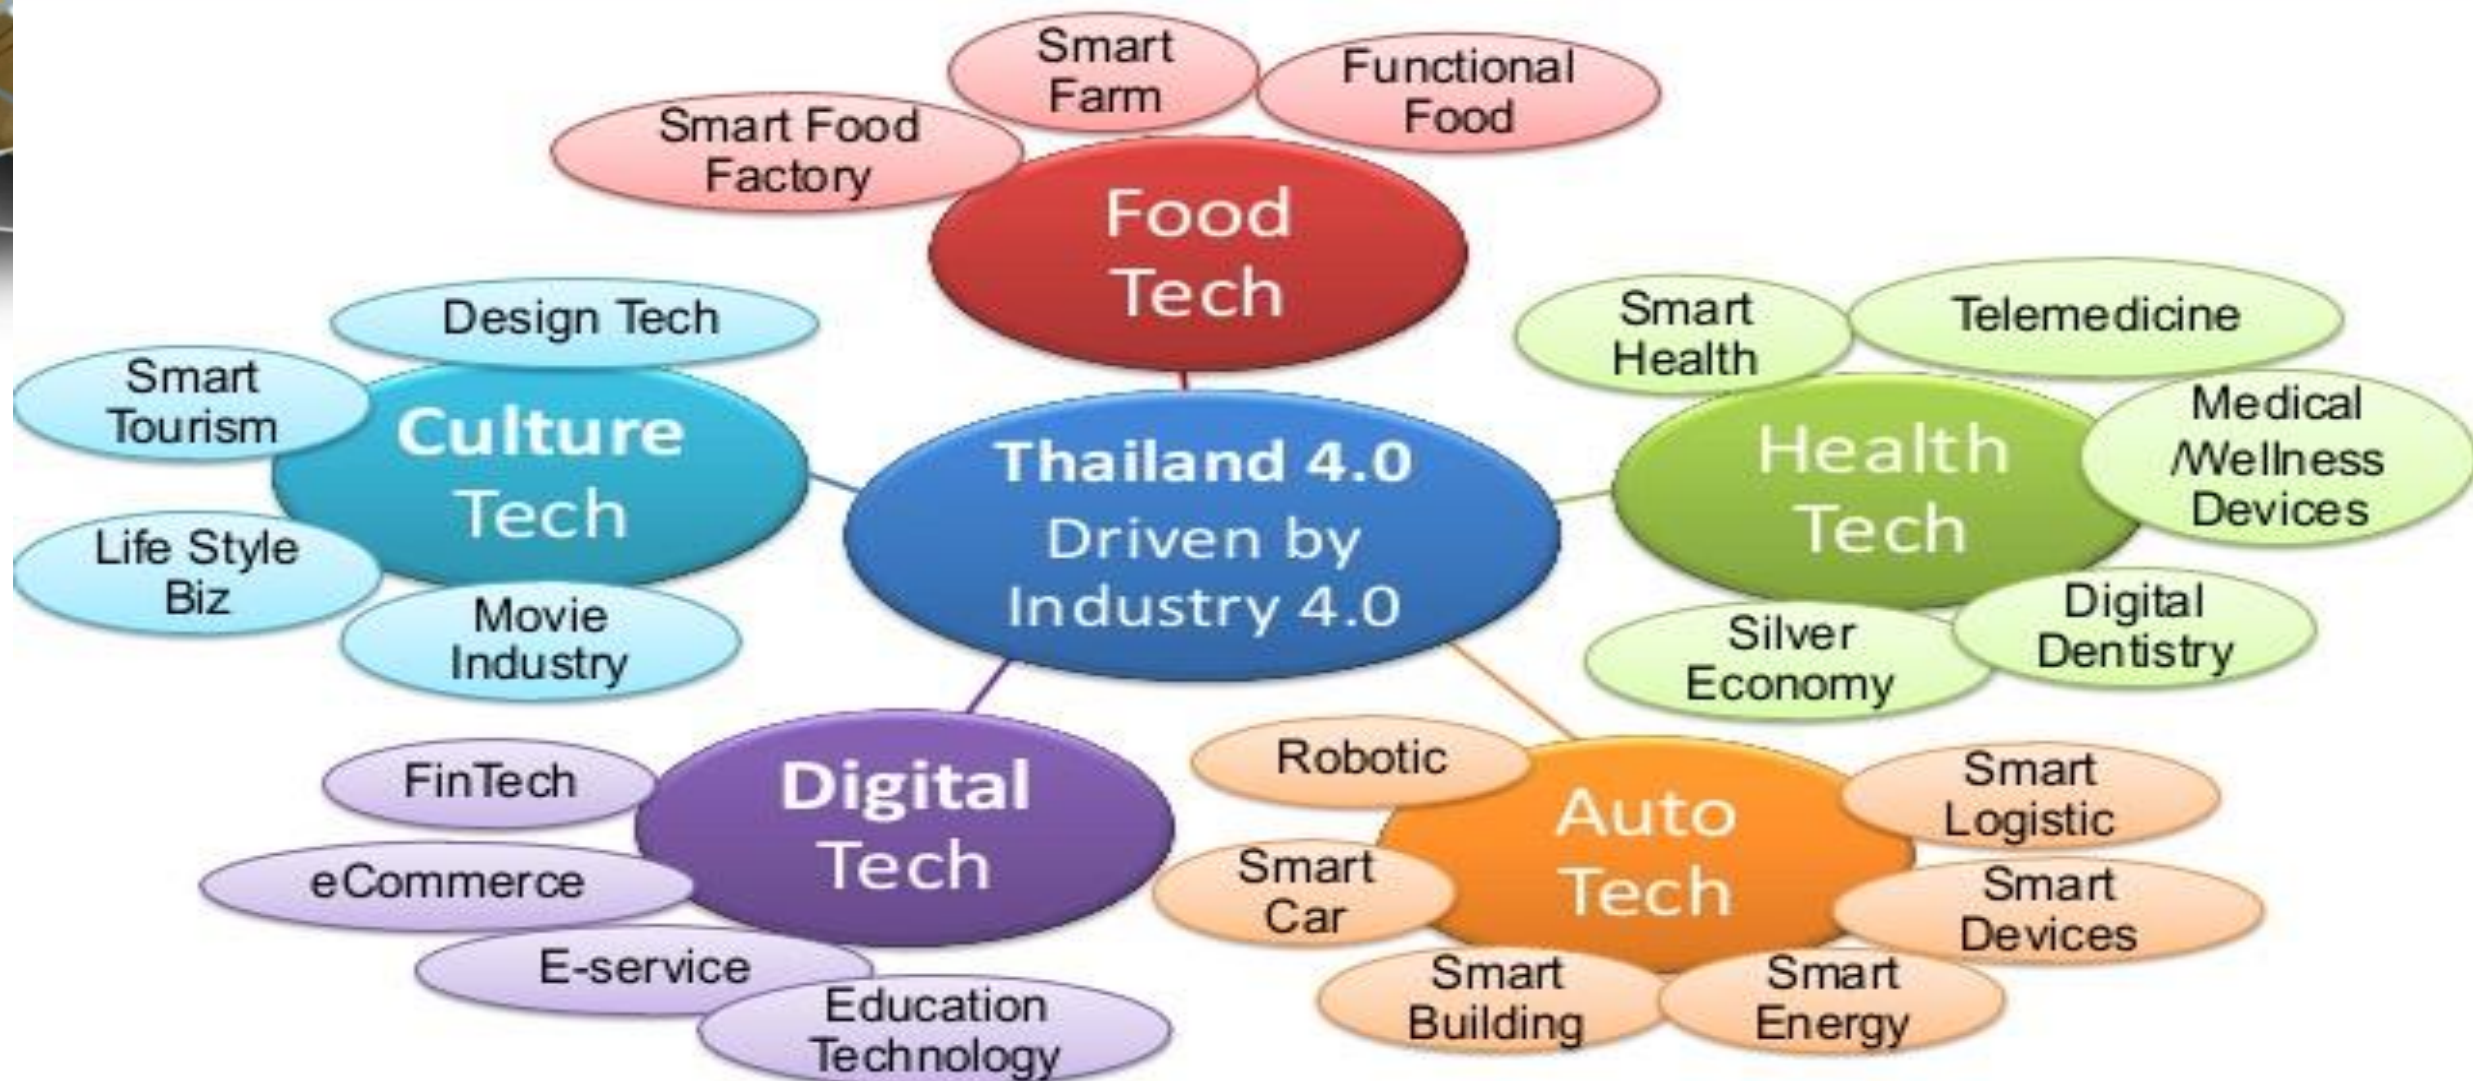 Smart
Farm
Functional
Food
Smart Food
Factory
Food
Tech
Design Tech
Smart
Tourism
Culture
Tech
Life Style
Biz
Movie
Industry
Thailand 4.0
Driven by
Industry 4.0
Smart
Health
Telemedicine
Medical
/Wellness
Devices
Health
Tech
Digital
Dentistry
Silver
Economy
FinTech
eCommerce
E-service
Education
Technology
Digital
Tech
Robotic
Smart
Car
Auto
Tech
Smart
Logistic
Smart
Devices
Smart
Building
Smart
Energy